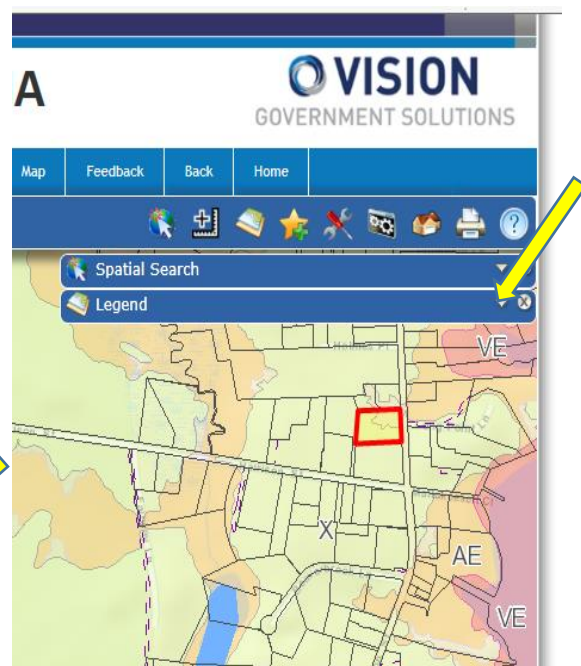 A
VISION
GOVERNMENT SOLUTIONS
Map Feedback Back Home
?
Spatial Search
Legend
VE
X
AE
VE